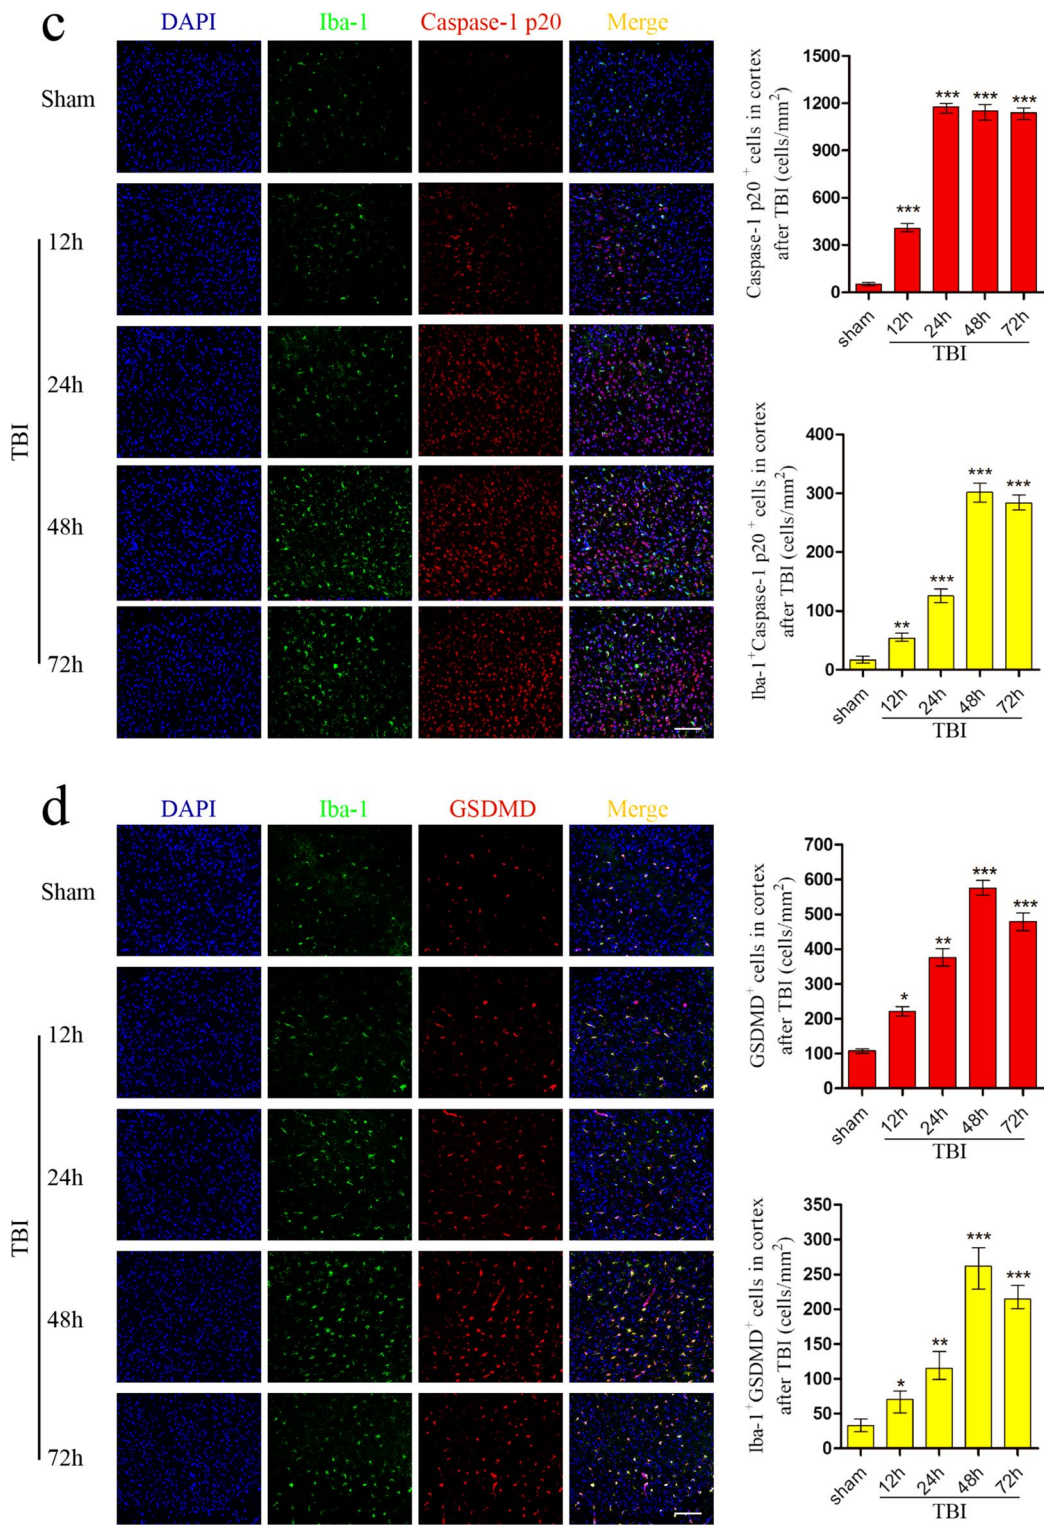 c
DAPI Iba-1 Caspase-1 p20 Merge
Sham
12h
24h
48h
72h
TBI
Caspase-1 p20 + cells in cortex
after TBI (cells/mm²)
1500
1200
900
600
300
0
***
***
***
***
sham 12h 24h 48h 72h
TBI
Iba-1 +Caspase-1 p20 + cells in cortex
after TBI (cells/mm²)
400
300
200
100
0
**
***
***
***
sham 12h 24h 48h 72h
TBI
d
DAPI Iba-1 GSDMD Merge
Sham
12h
24h
48h
72h
TBI
GSDMD+ cells in cortex
after TBI (cells/mm²)
700
600
500
400
300
200
100
0
*
**
***
***
sham 12h 24h 48h 72h
TBI
Iba-1 +GSDMD+ cells in cortex
after TBI (cells/mm²)
350
300
250
200
150
100
50
0
*
**
***
***
sham 12h 24h 48h 72h
TBI